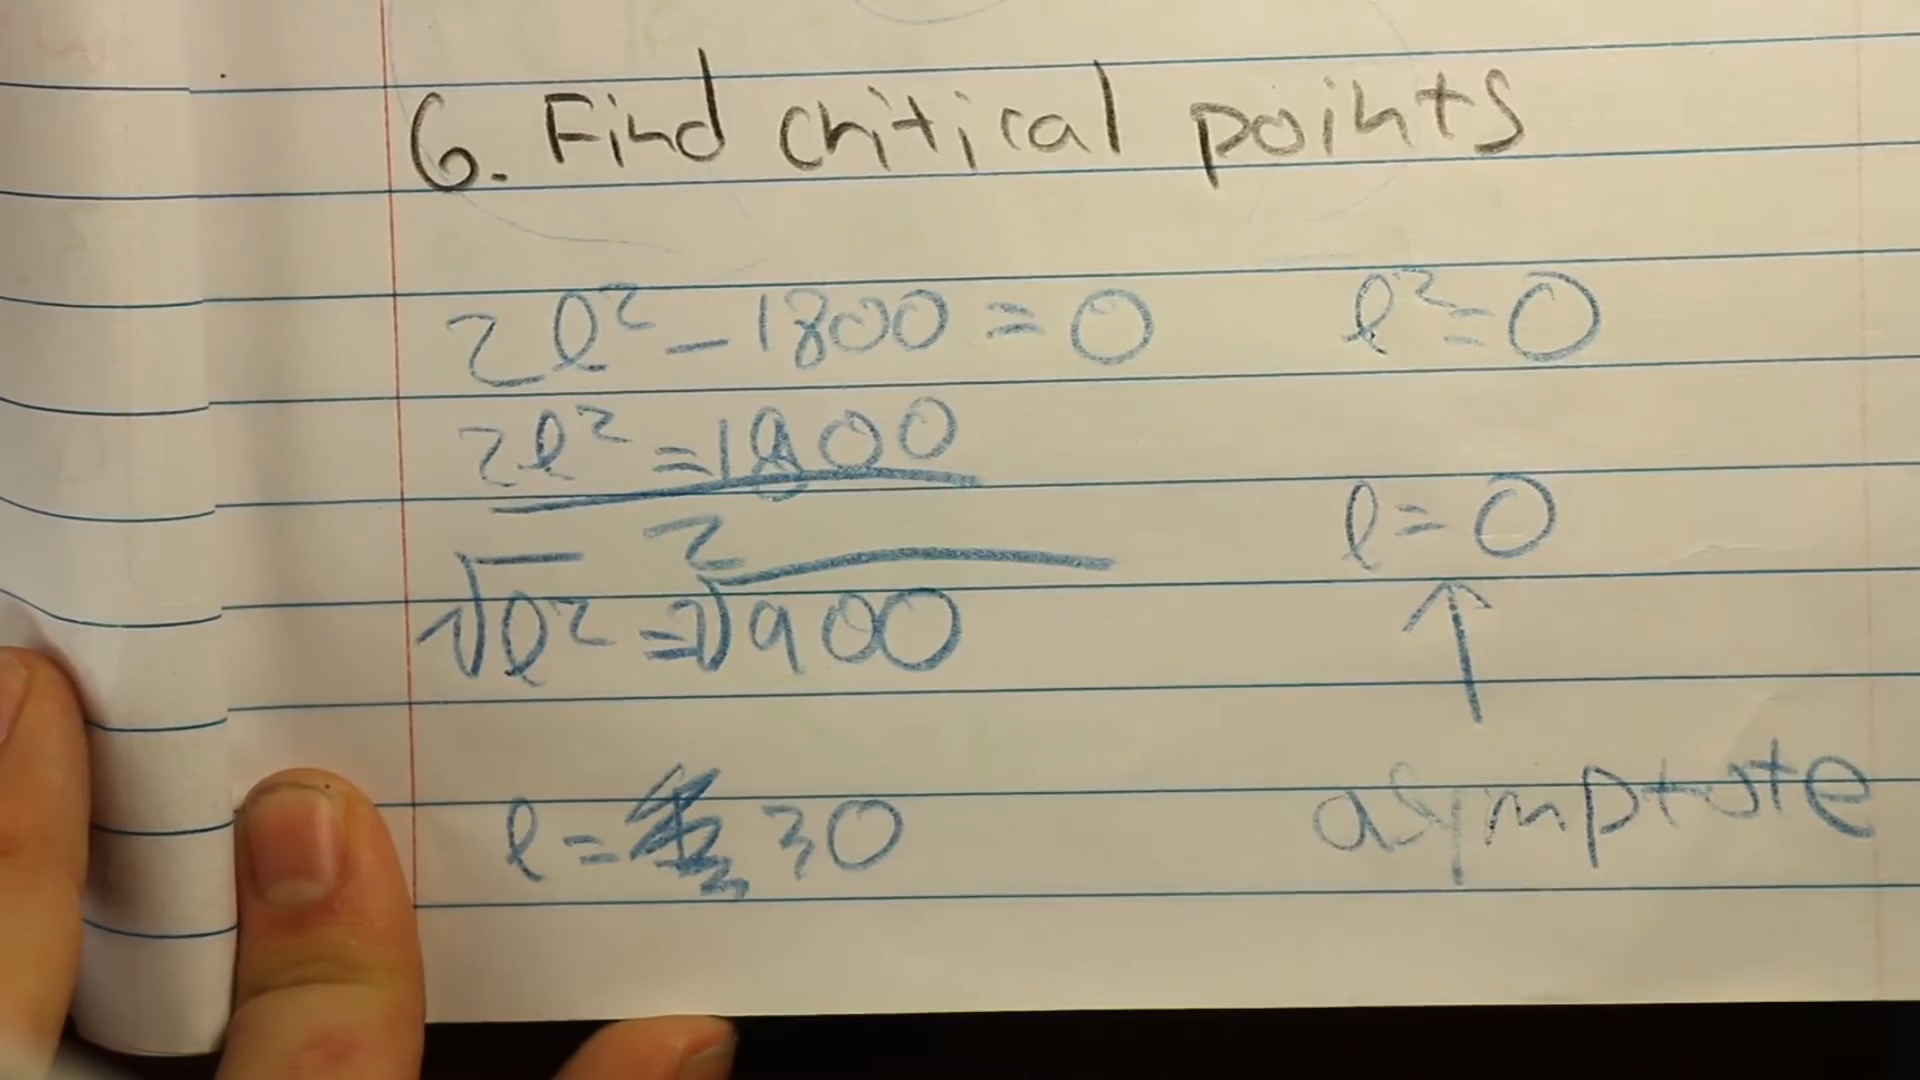 6. Find critical points
2ℓ² - 1800 = 0
ℓ² = 0
2ℓ² = 1800
2
ℓ = 0
√ℓ² = √900
ℓ = 30
asymptote